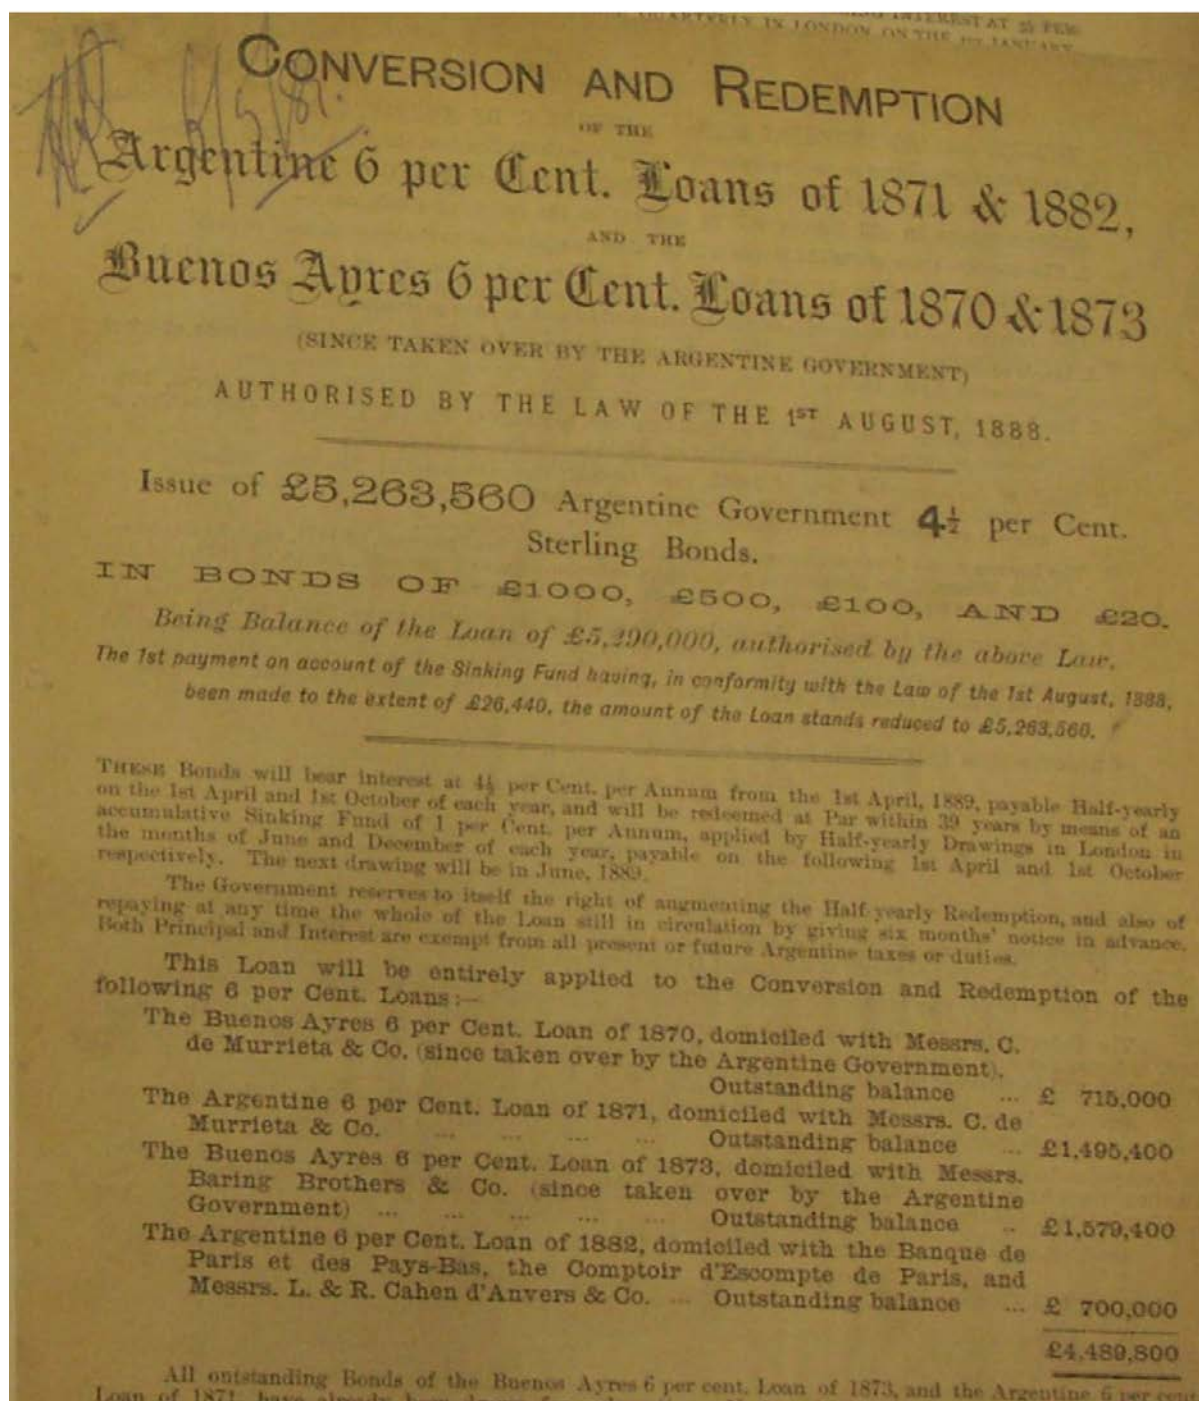 INTEREST AT 3½ PER
QUARTERLY IN LONDON ON THE 1ST JANUARY
CONVERSION AND REDEMPTION
OF THE
Argentine 6 per Cent. Loans of 1871 & 1882,
AND THE
Buenos Ayres 6 per Cent. Loans of 1870 & 1873
(SINCE TAKEN OVER BY THE ARGENTINE GOVERNMENT)
AUTHORISED BY THE LAW OF THE 1ST AUGUST, 1888.
Issue of £5,263,560 Argentine Government 4½ per Cent.
Sterling Bonds.
IN BONDS OF £1000, £500, £100, AND £20.
Being Balance of the Loan of £5,290,000, authorised by the above Law.
The 1st payment on account of the Sinking Fund having, in conformity with the Law of the 1st August, 1888,
been made to the extent of £26,440, the amount of the Loan stands reduced to £5,263,560.
THESE Bonds will bear interest at 4½ per Cent. per Annum from the 1st April, 1889, payable Half-yearly
on the 1st April and 1st October of each year, and will be redeemed at Par within 39 years by means of an
accumulative Sinking Fund of 1 per Cent. per Annum, applied by Half-yearly Drawings in London in
the months of June and December of each year, payable on the following 1st April and 1st October
respectively. The next drawing will be in June, 1889.
The Government reserves to itself the right of augmenting the Half-yearly Redemption, and also of
repaying at any time the whole of the Loan still in circulation by giving six months' notice in advance.
Both Principal and Interest are exempt from all present or future Argentine taxes or duties.
This Loan will be entirely applied to the Conversion and Redemption of the
following 6 per Cent. Loans:—
The Buenos Ayres 6 per Cent. Loan of 1870, domiciled with Messrs. C.
de Murrieta & Co. (since taken over by the Argentine Government).
Outstanding balance ... £ 715,000
The Argentine 6 per Cent. Loan of 1871, domiciled with Messrs. C. de
Murrieta & Co. ... ... ... ... Outstanding balance ... £1,495,400
The Buenos Ayres 6 per Cent. Loan of 1873, domiciled with Messrs.
Baring Brothers & Co. (since taken over by the Argentine
Government) ... ... ... ... ... Outstanding balance .. £1,579,400
The Argentine 6 per Cent. Loan of 1882, domiciled with the Banque de
Paris et des Pays-Bas, the Comptoir d'Escompte de Paris, and
Messrs. L. & R. Cahen d'Anvers & Co. ... Outstanding balance ... £ 700,000
£4,489,800
All outstanding Bonds of the Buenos Ayres 6 per cent. Loan of 1873, and the Argentine 6 per cent
Loan of 1871, have already been